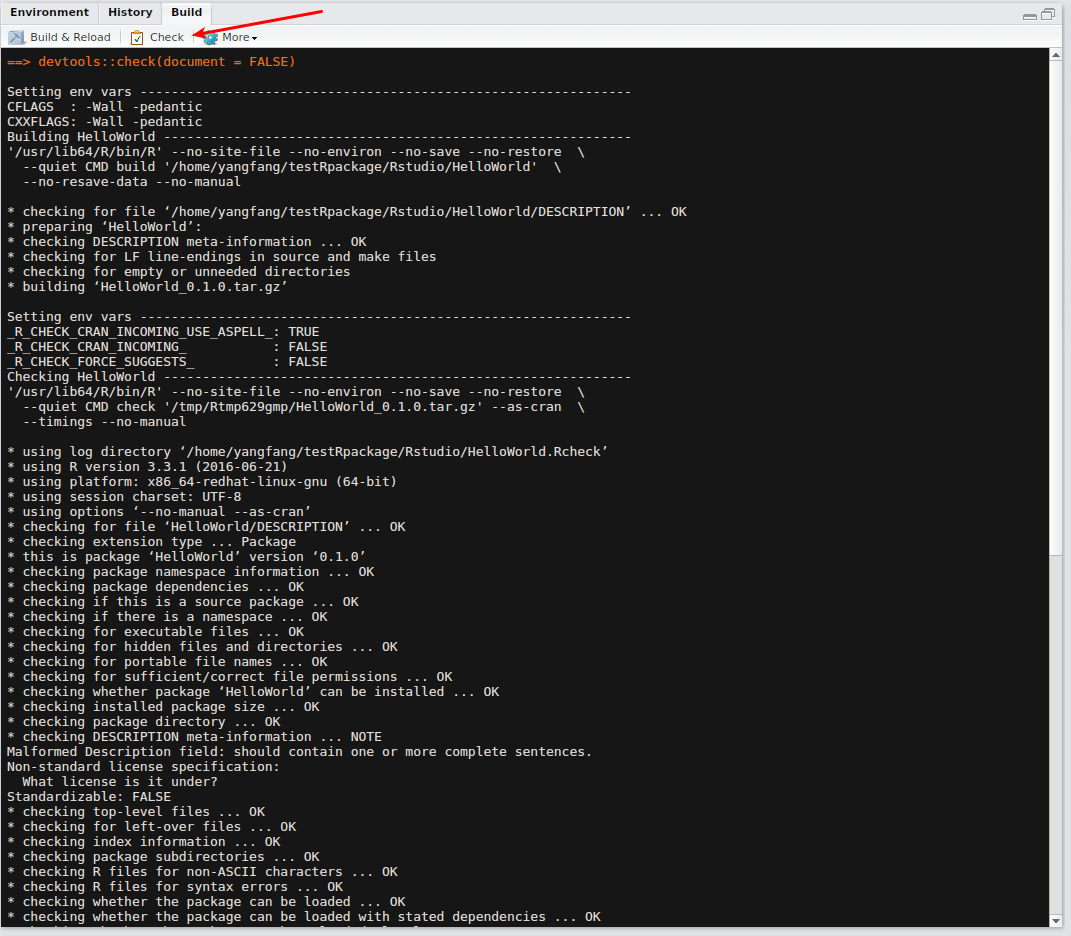 Environment History Build
Build & Reload Check More
==> devtools::check(document = FALSE)
Setting env vars ---------------------------------------------------------------
CFLAGS  : -Wall -pedantic
CXXFLAGS: -Wall -pedantic
Building HelloWorld ------------------------------------------------------------
'/usr/lib64/R/bin/R' --no-site-file --no-environ --no-save --no-restore  \
  --quiet CMD build '/home/yangfang/testRpackage/Rstudio/HelloWorld'  \
  --no-resave-data --no-manual
* checking for file ‘/home/yangfang/testRpackage/Rstudio/HelloWorld/DESCRIPTION’ ... OK
* preparing ‘HelloWorld’:
* checking DESCRIPTION meta-information ... OK
* checking for LF line-endings in source and make files
* checking for empty or unneeded directories
* building ‘HelloWorld_0.1.0.tar.gz’
Setting env vars ---------------------------------------------------------------
_R_CHECK_CRAN_INCOMING_USE_ASPELL_: TRUE
_R_CHECK_CRAN_INCOMING_           : FALSE
_R_CHECK_FORCE_SUGGESTS_          : FALSE
Checking HelloWorld ------------------------------------------------------------
'/usr/lib64/R/bin/R' --no-site-file --no-environ --no-save --no-restore  \
  --quiet CMD check '/tmp/Rtmp629gmp/HelloWorld_0.1.0.tar.gz' --as-cran  \
  --timings --no-manual
* using log directory ‘/home/yangfang/testRpackage/Rstudio/HelloWorld.Rcheck’
* using R version 3.3.1 (2016-06-21)
* using platform: x86_64-redhat-linux-gnu (64-bit)
* using session charset: UTF-8
* using options ‘--no-manual --as-cran’
* checking for file ‘HelloWorld/DESCRIPTION’ ... OK
* checking extension type ... Package
* this is package ‘HelloWorld’ version ‘0.1.0’
* checking package namespace information ... OK
* checking package dependencies ... OK
* checking if this is a source package ... OK
* checking if there is a namespace ... OK
* checking for executable files ... OK
* checking for hidden files and directories ... OK
* checking for portable file names ... OK
* checking for sufficient/correct file permissions ... OK
* checking whether package ‘HelloWorld’ can be installed ... OK
* checking installed package size ... OK
* checking package directory ... OK
* checking DESCRIPTION meta-information ... NOTE
Malformed Description field: should contain one or more complete sentences.
Non-standard license specification:
  What license is it under?
Standardizable: FALSE
* checking top-level files ... OK
* checking for left-over files ... OK
* checking index information ... OK
* checking package subdirectories ... OK
* checking R files for non-ASCII characters ... OK
* checking R files for syntax errors ... OK
* checking whether the package can be loaded ... OK
* checking whether the package can be loaded with stated dependencies ... OK